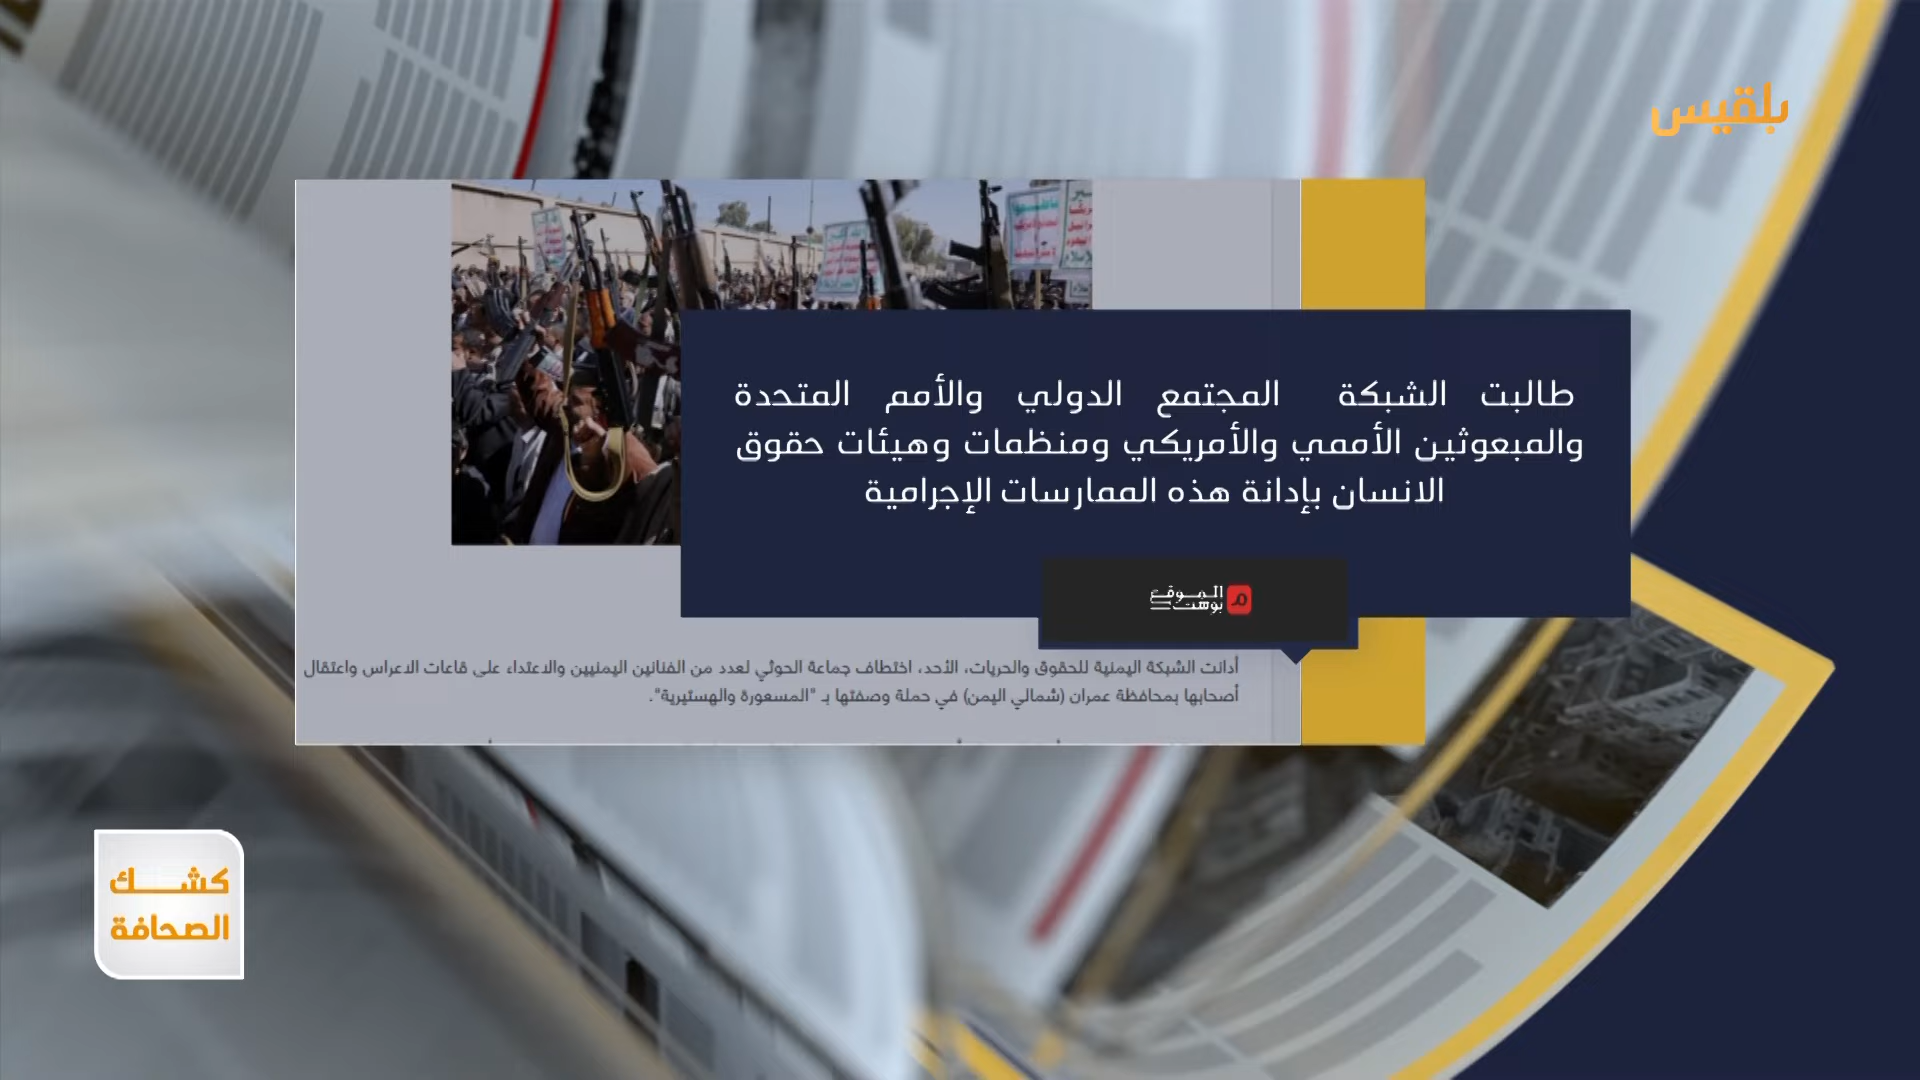 بلقيس
طالبت الشبكة المجتمع الدولي والأمم المتحدة
والمبعوثين الأممي والأمريكي ومنظمات وهيئات حقوق
الانسان بإدانة هذه الممارسات الإجرامية
الموقع
بوست
أدانت الشبكة اليمنية للحقوق والحريات، الأحد، اختطاف جماعة الحوثي لعدد من الفنانين اليمنيين والاعتداء على قاعات الاعراس واعتقال
أصحابها بمحافظة عمران (شمالي اليمن) في حملة وصفتها بـ "المسعورة والهستيرية".
كشك
الصحافة